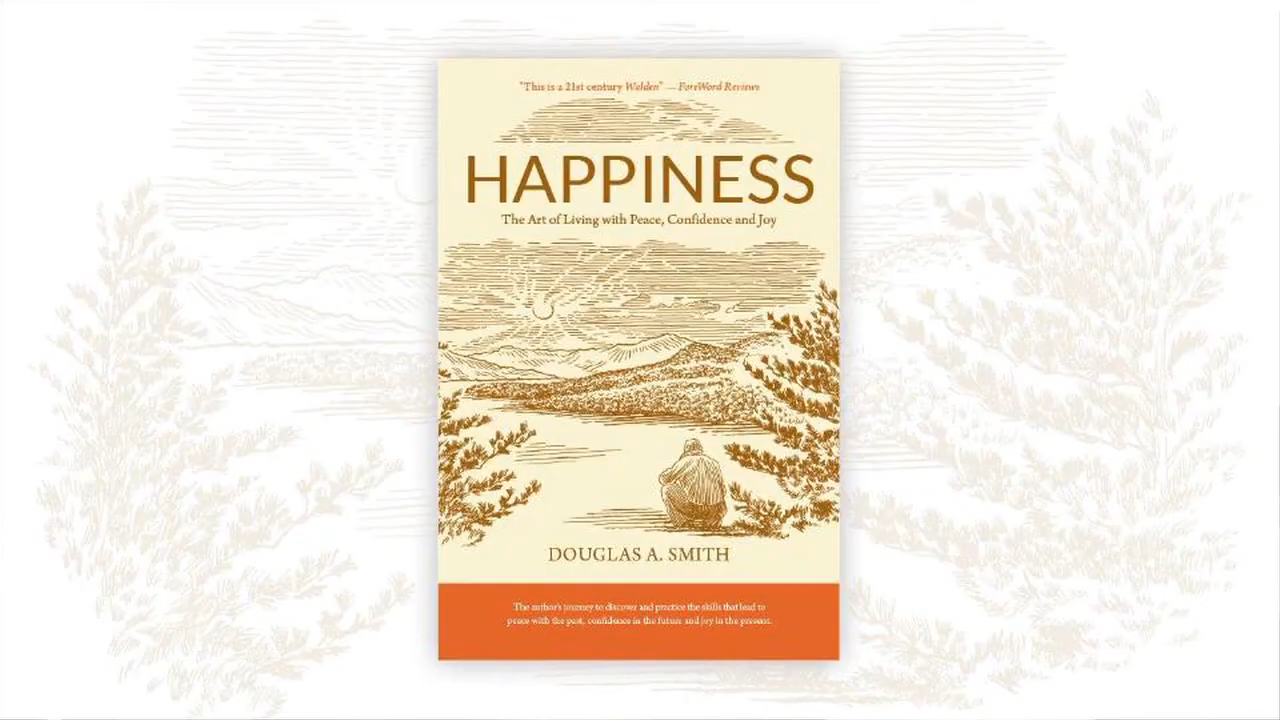 "This is a 21st century Walden" — ForeWord Reviews
HAPPINESS
The Art of Living with Peace, Confidence and Joy
DOUGLAS A. SMITH
The author's journey to discover and practice the skills that lead to
peace with the past, confidence in the future and joy in the present.